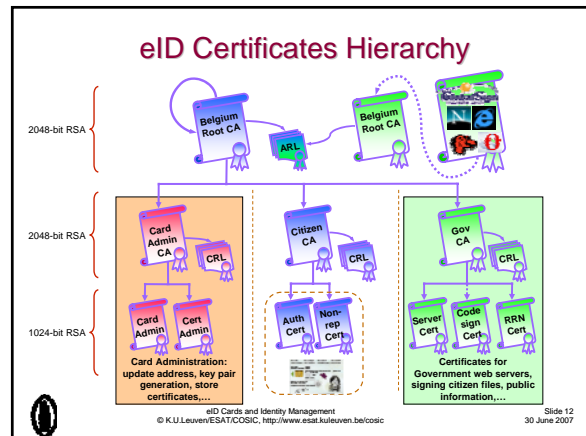 eID Certificates Hierarchy
2048-bit RSA
Belgium
Root CA
ARL
Belgium
Root CA
GlobalSign
2048-bit RSA
Card
Admin
CA
CRL
Citizen
CA
CRL
Gov
CA
CRL
1024-bit RSA
Card
Admin
Cert
Admin
Auth
Cert
Non-
rep
Cert
Server
Cert
Code
sign
Cert
RRN
Cert
Card Administration:
update address, key pair
generation, store
certificates,...
Certificates for
Government web servers,
signing citizen files, public
information,...
eID Cards and Identity Management
© K.U.Leuven/ESAT/COSIC, http://www.esat.kuleuven.be/cosic
Slide 12
30 June 2007